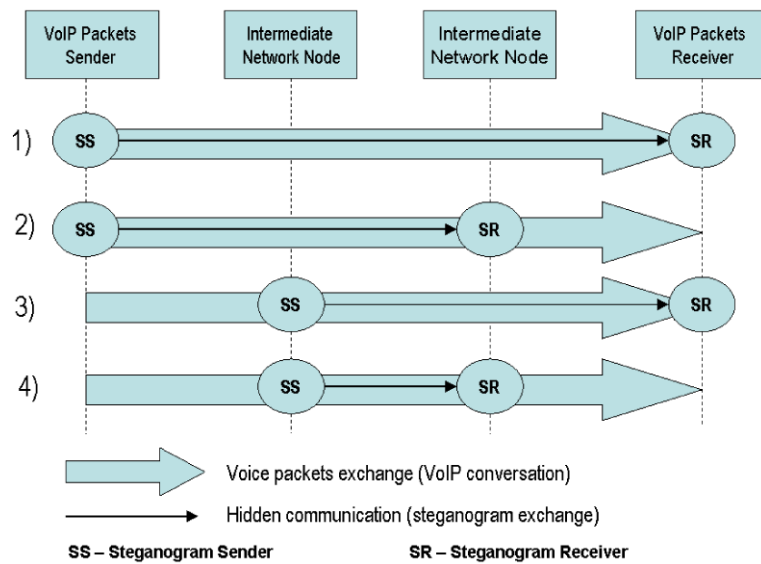 VoIP Packets
Sender
Intermediate
Network Node
Intermediate
Network Node
VoIP Packets
Receiver
1)
SS
SR
2)
SS
SR
3)
SS
SR
4)
SS
SR
Voice packets exchange (VoIP conversation)
Hidden communication (steganogram exchange)
SS – Steganogram Sender
SR – Steganogram Receiver